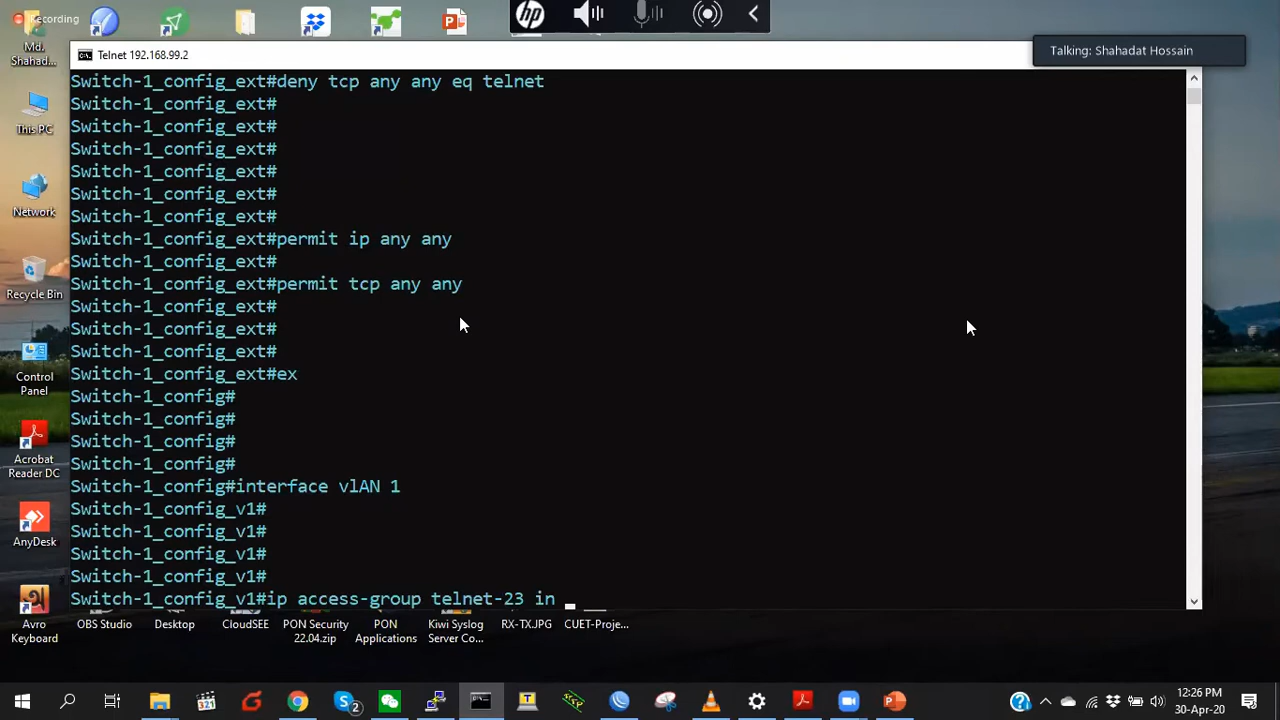 Recording
Talking: Shahadat Hossain
Md.
Shahad...
Telnet 192.168.99.2
This PC
Network
Recycle Bin
Control
Panel
Acrobat
Reader DC
AnyDesk
Avro
Keyboard
Switch-1_config_ext#deny tcp any any eq telnet
Switch-1_config_ext#
Switch-1_config_ext#
Switch-1_config_ext#
Switch-1_config_ext#
Switch-1_config_ext#
Switch-1_config_ext#
Switch-1_config_ext#permit ip any any
Switch-1_config_ext#
Switch-1_config_ext#permit tcp any any
Switch-1_config_ext#
Switch-1_config_ext#
Switch-1_config_ext#
Switch-1_config_ext#ex
Switch-1_config#
Switch-1_config#
Switch-1_config#
Switch-1_config#
Switch-1_config#interface vlAN 1
Switch-1_config_v1#
Switch-1_config_v1#
Switch-1_config_v1#
Switch-1_config_v1#
Switch-1_config_v1#ip access-group telnet-23 in
OBS Studio
Desktop
CloudSEE
PON Security
22.04.zip
PON
Applications
Kiwi Syslog
Server Co...
RX-TX.JPG
CUET-Proje...
12:26 PM
30-Apr-20